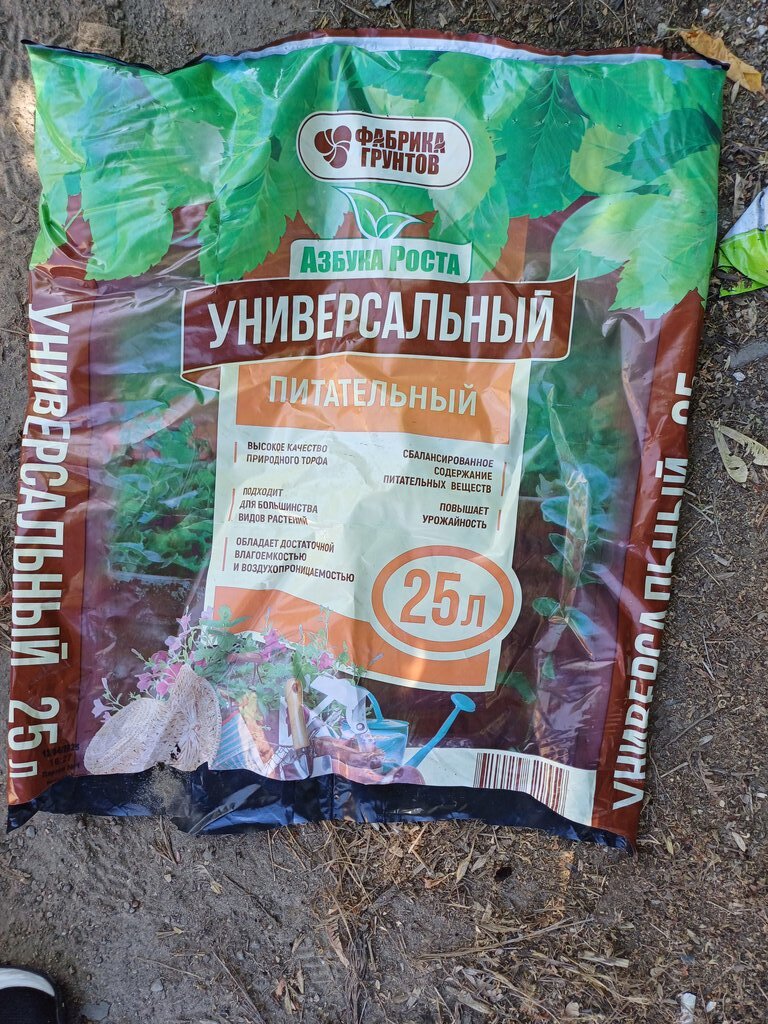 ФАБРИКА
ГРУНТОВ
АЗБУКА РОСТА
УНИВЕРСАЛЬНЫЙ
ПИТАТЕЛЬНЫЙ
ВЫСОКОЕ КАЧЕСТВО
ПРИРОДНОГО ТОРФА
ПОДХОДИТ
ДЛЯ БОЛЬШИНСТВА
ВИДОВ РАСТЕНИЙ
ОБЛАДАЕТ ДОСТАТОЧНОЙ
ВЛАГОЕМКОСТЬЮ
И ВОЗДУХОПРОНИЦАЕМОСТЬЮ
СБАЛАНСИРОВАННОЕ
СОДЕРЖАНИЕ
ПИТАТЕЛЬНЫХ ВЕЩЕСТВ
ПОВЫШАЕТ
УРОЖАЙНОСТЬ
25л
УНИВЕРСАЛЬНЫЙ 25 Л
УНИВЕРСАЛЬНЫЙ 25